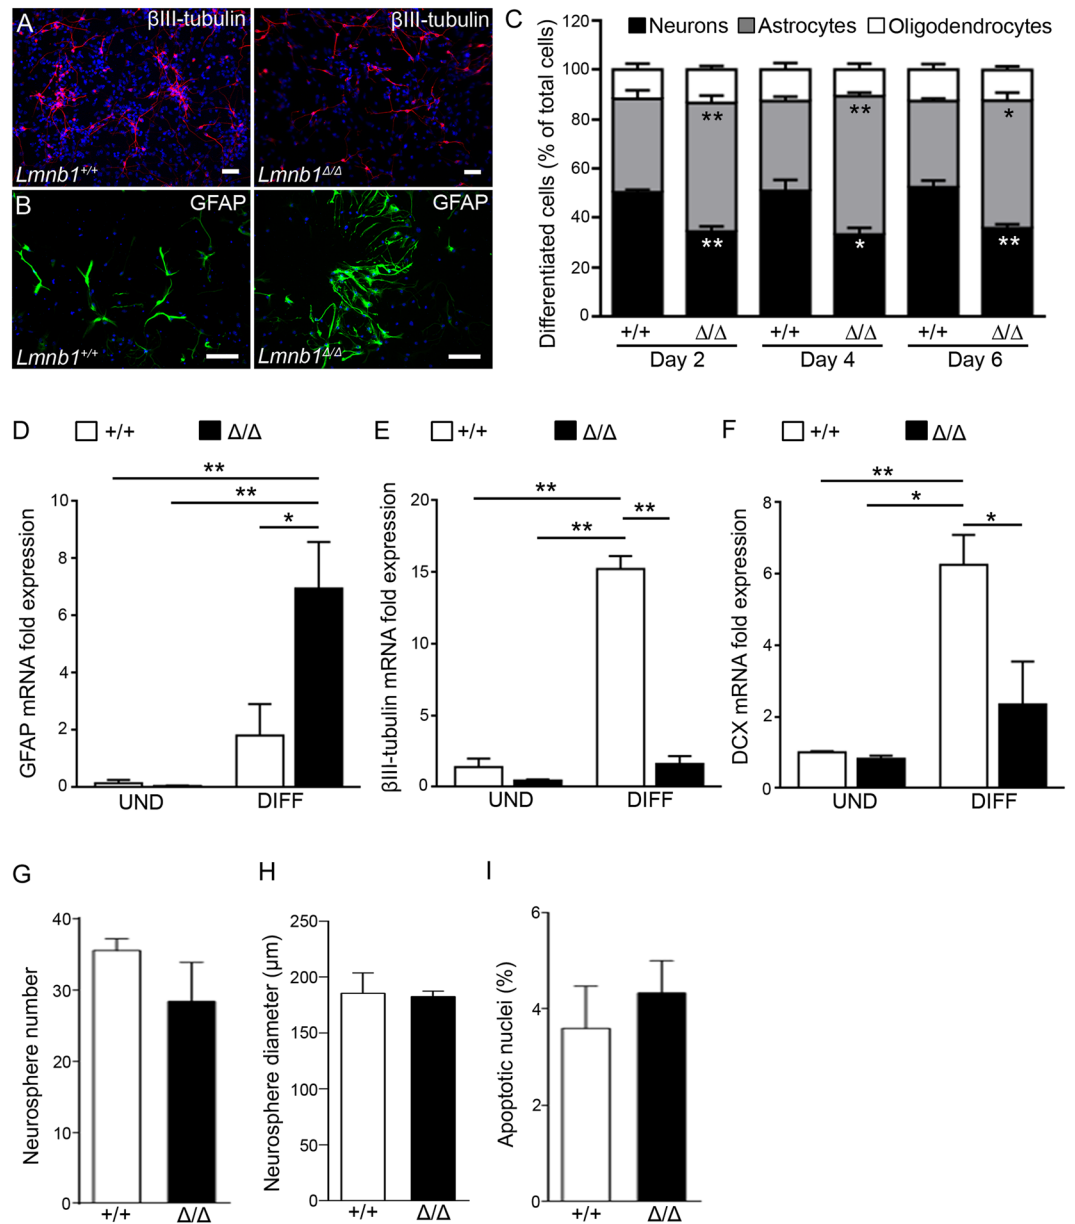 A
βIII-tubulin
Lmnb1+/+
βIII-tubulin
Lmnb1Δ/Δ
B
GFAP
Lmnb1+/+
GFAP
Lmnb1Δ/Δ
C
Differentiated cells (% of total cells)
120
100
80
60
40
20
0
Neurons Astrocytes Oligodendrocytes
** ** *
** * **
+/+ Δ/Δ +/+ Δ/Δ +/+ Δ/Δ
Day 2 Day 4 Day 6
D
+/+ Δ/Δ
GFAP mRNA fold expression
10
8
6
4
2
0
**
**
*
UND DIFF
E
+/+ Δ/Δ
βIII-tubulin mRNA fold expression
20
15
10
5
0
**
**
**
UND DIFF
F
+/+ Δ/Δ
DCX mRNA fold expression
8
6
4
2
0
**
*
*
UND DIFF
G
Neurosphere number
40
30
20
10
0
+/+ Δ/Δ
H
Neurosphere diameter (μm)
250
200
150
100
50
0
+/+ Δ/Δ
I
Apoptotic nuclei (%)
6
4
2
0
+/+ Δ/Δ